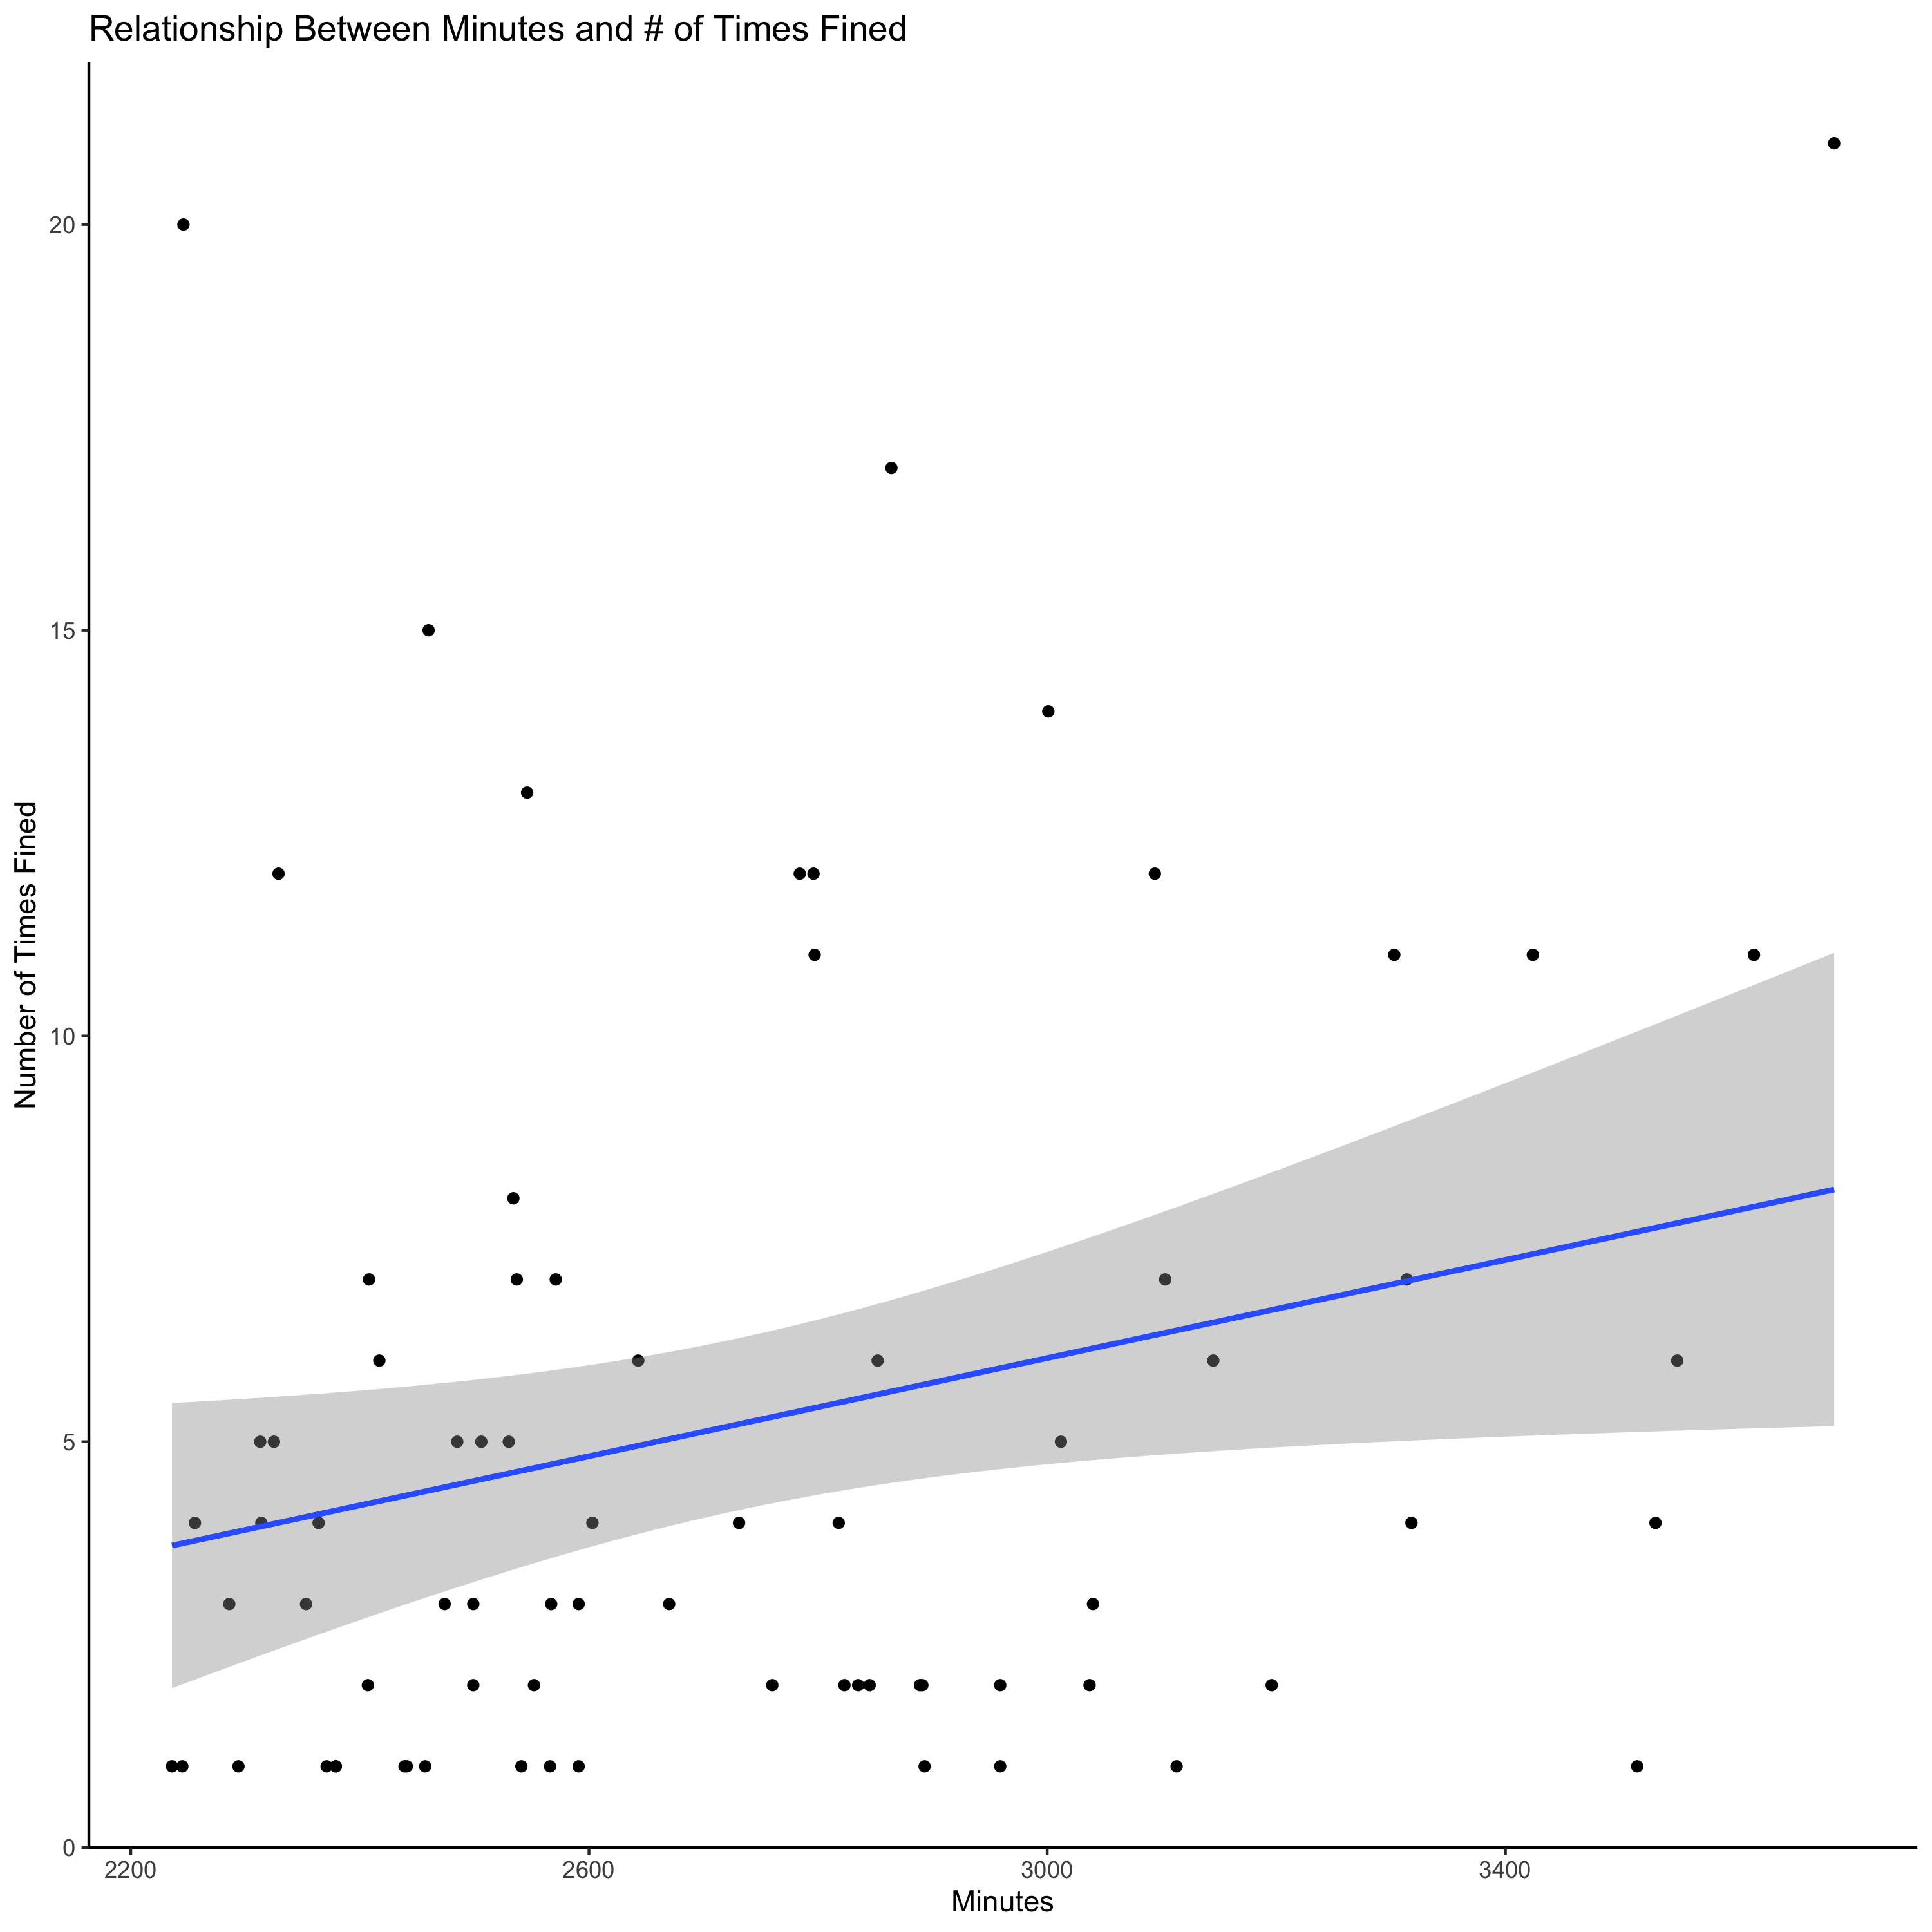 Relationship Between Minutes and # of Times Fined
Number of Times Fined
20
15
10
5
0
2200 2600 3000 3400
Minutes